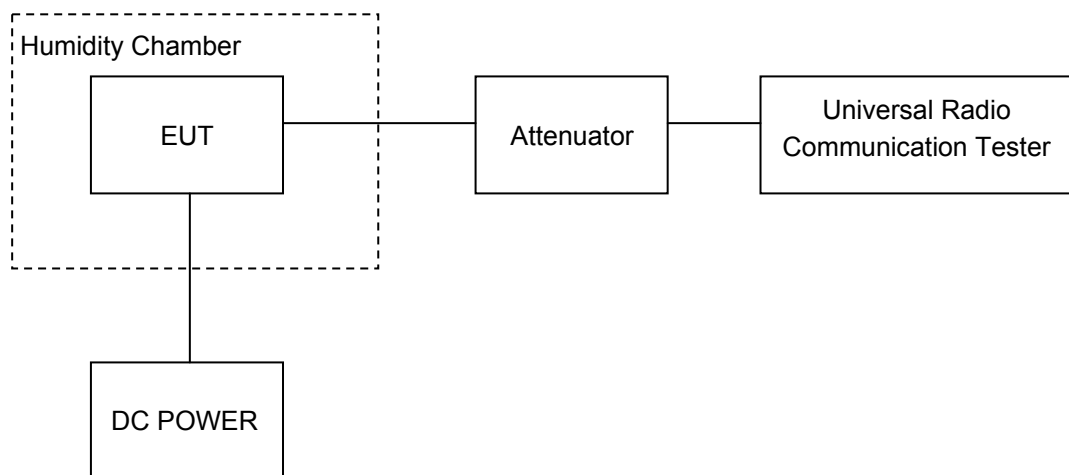 Humidity Chamber
EUT
Attenuator
Universal Radio
Communication Tester
DC POWER